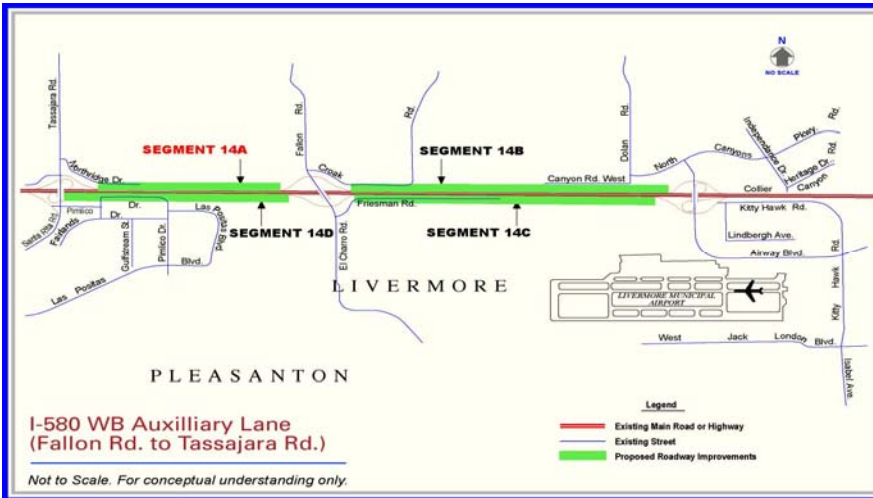 N
NO SCALE
Tassajara Rd.
Fallon Rd.
Rd.
Dolan Rd.
Independance Dr.
Pkwy.
Rd.
SEGMENT 14A
SEGMENT 14B
North Canyons
Heritage Dr.
Rd.
Northridge Dr.
Croak
Canyon Rd. West
Collier Canyon
Friesman Rd.
Kitty Hawk Rd.
Santa Rita Rd.
Pimlico Dr.
Fairlands Dr.
Las Positas Blvd
SEGMENT 14D
SEGMENT 14C
Gulfstream St.
Pimlico Dr.
El Charro Rd.
Lindbergh Ave.
Airway Blvd.
Las Positas Blvd.
LIVERMORE
LIVERMORE MUNICIPAL
AIRPORT
Kitty Hawk Rd.
West Jack London Blvd.
Isabel Ave.
PLEASANTON
I-580 WB Auxilliary Lane
(Fallon Rd. to Tassajara Rd.)
Not to Scale. For conceptual understanding only.
Legend
Existing Main Road or Highway
Existing Street
Proposed Roadway Improvements